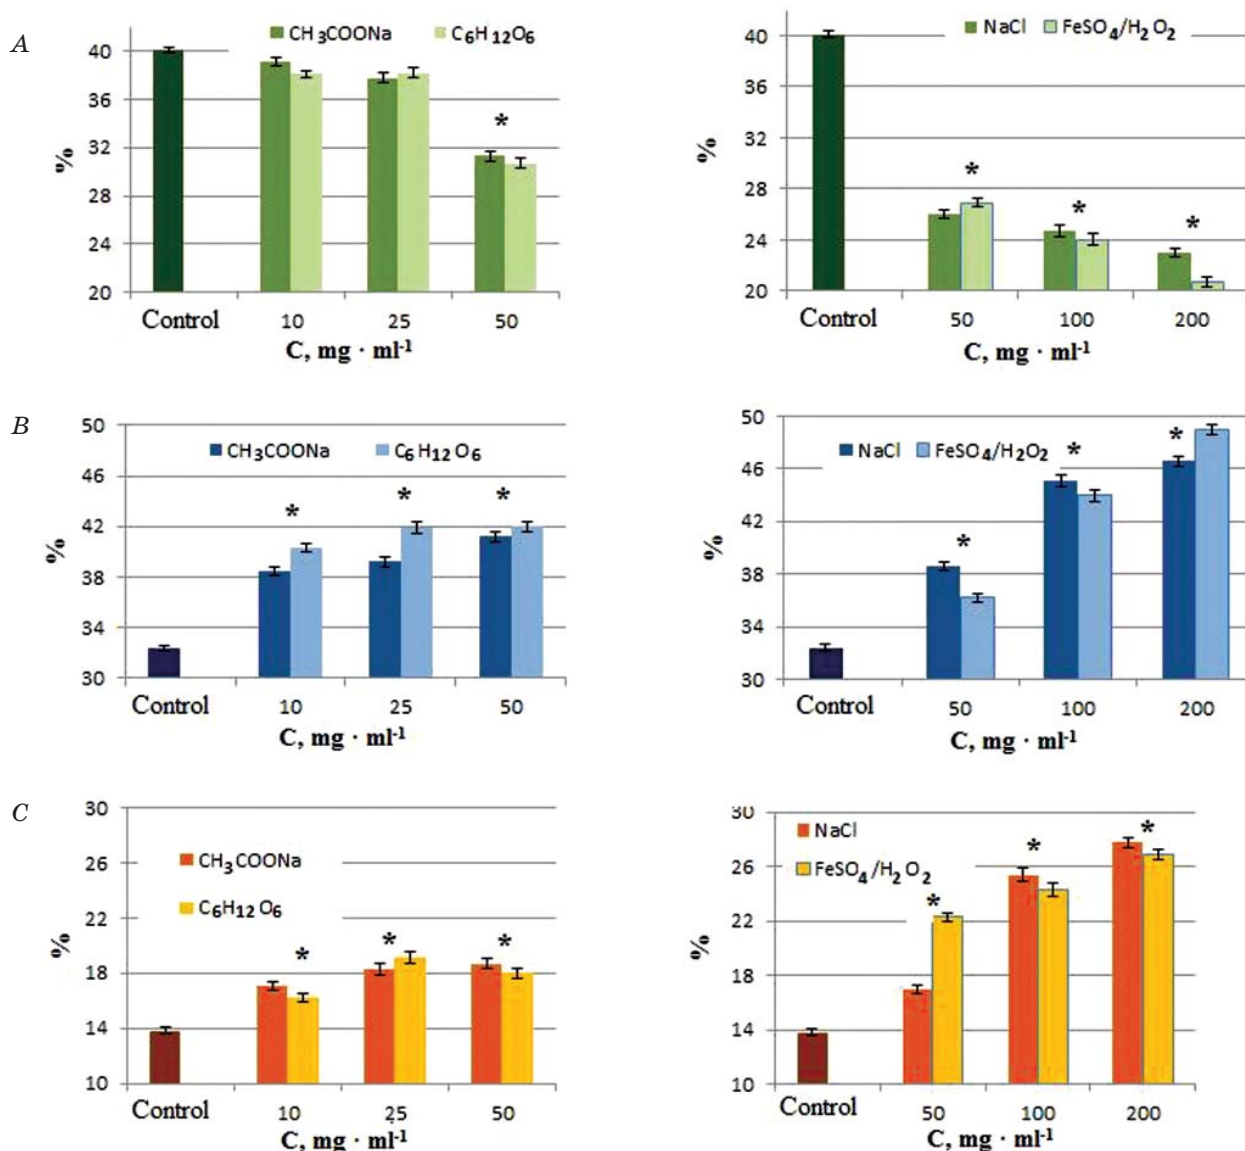 A
CH3COONa C6H12O6
40
36
32
28
24
20
%
*
Control 10 25 50
C, mg · ml-1
NaCl FeSO4/H2O2
40
36
32
28
24
20
%
* * *
Control 50 100 200
C, mg · ml-1
B
50
46
42
38
34
30
%
CH3COONa C6H12O6
* * *
Control 10 25 50
C, mg · ml-1
50
46
42
38
34
30
%
NaCl FeSO4/H2O2
* * *
Control 50 100 200
C, mg · ml-1
C
30
26
22
18
14
10
%
CH3COONa
C6H12O6
* * *
Control 10 25 50
C, mg · ml-1
30
26
22
18
14
10
%
NaCl
FeSO4/H2O2
* * *
Control 50 100 200
C, mg · ml-1